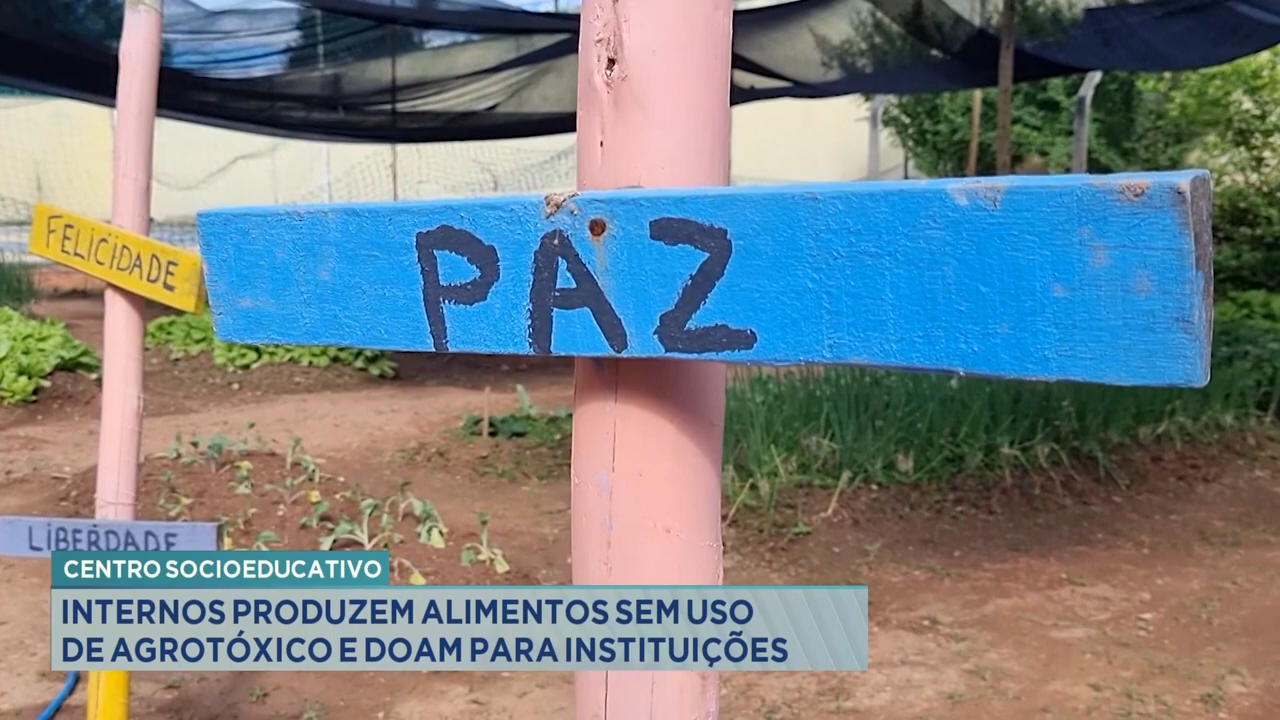 PAZ
FELICIDADE
LIBERDADE
CENTRO SOCIOEDUCATIVO
INTERNOS PRODUZEM ALIMENTOS SEM USO
DE AGROTÓXICO E DOAM PARA INSTITUIÇÕES